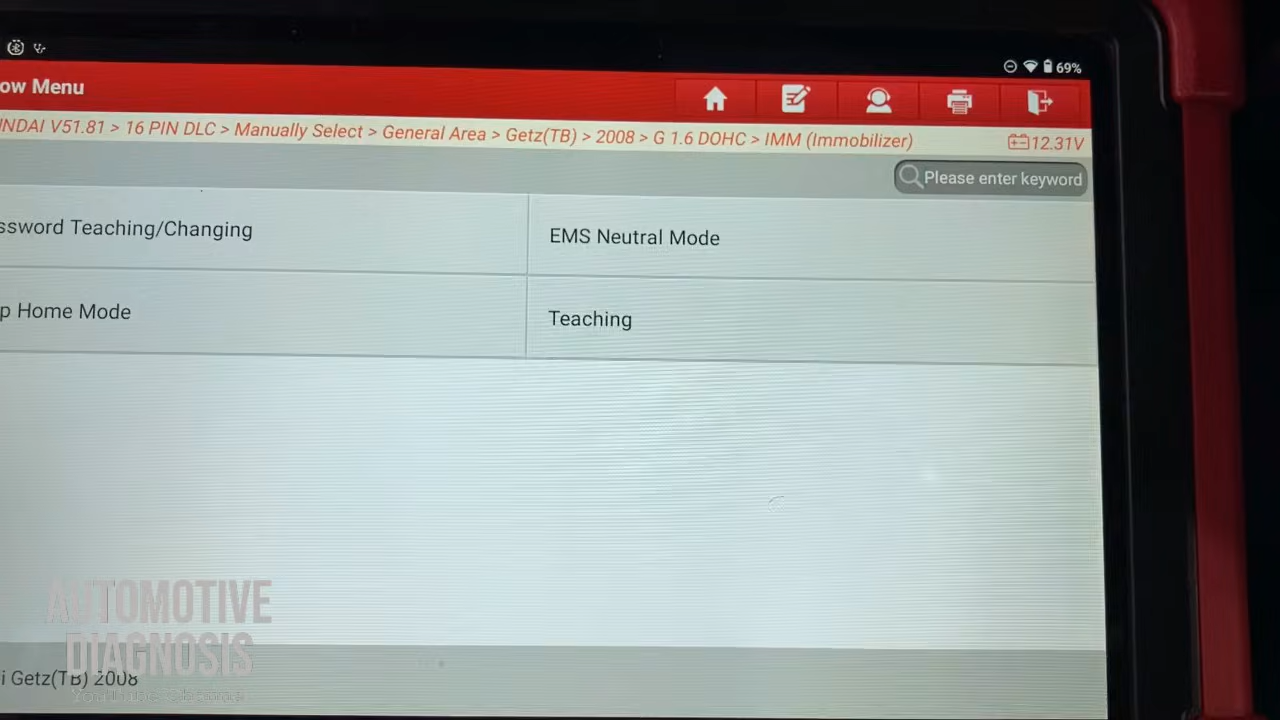 69%
ow Menu
NDAI V51.81 > 16 PIN DLC > Manually Select > General Area > Getz(TB) > 2008 > G 1.6 DOHC > IMM (Immobilizer)
12.31V
Please enter keyword
ssword Teaching/Changing
EMS Neutral Mode
p Home Mode
Teaching
AUTOMOTIVE
DIAGNOSIS
i Getz(TB) 2008